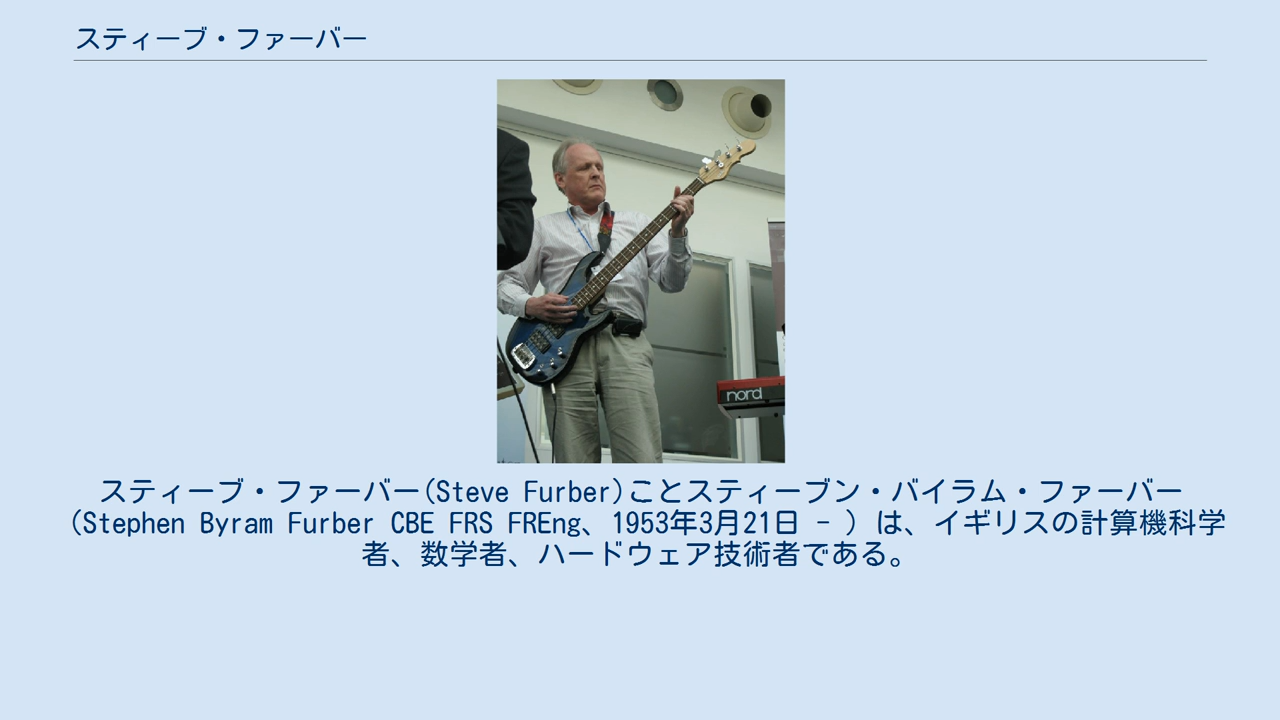 スティーブ・ファーバー
nord
スティーブ・ファーバー(Steve Furber)ことスティーブン・バイラム・ファーバー
(Stephen Byram Furber CBE FRS FREng、1953年3月21日 - ) は、イギリスの計算機科学
者、数学者、ハードウェア技術者である。